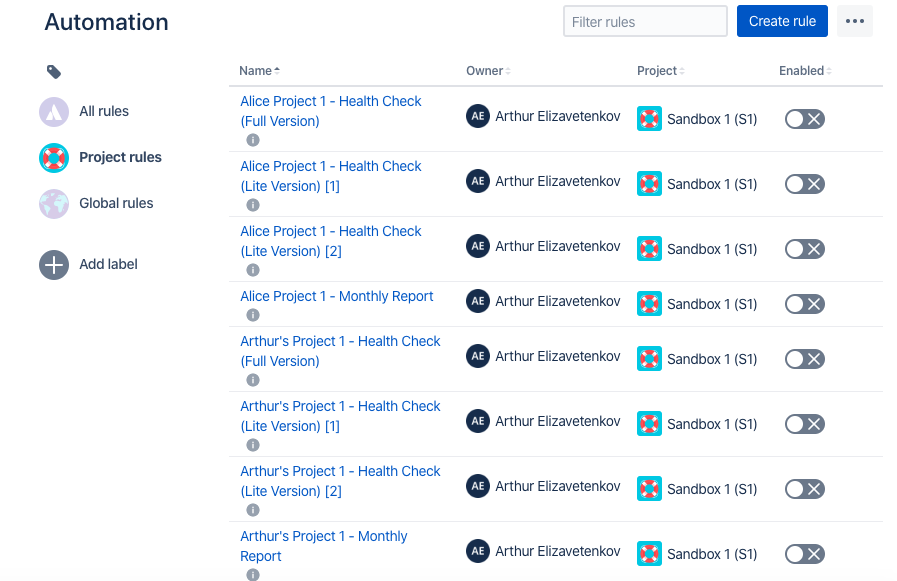 Automation
Filter rules
Create rule
Name Owner Project Enabled
All rules
Project rules
Global rules
Add label
Alice Project 1 - Health Check
(Full Version)
AE Arthur Elizavetenkov Sandbox 1 (S1)
Alice Project 1 - Health Check
(Lite Version) [1]
AE Arthur Elizavetenkov Sandbox 1 (S1)
Alice Project 1 - Health Check
(Lite Version) [2]
AE Arthur Elizavetenkov Sandbox 1 (S1)
Alice Project 1 - Monthly Report
AE Arthur Elizavetenkov Sandbox 1 (S1)
Arthur's Project 1 - Health Check
(Full Version)
AE Arthur Elizavetenkov Sandbox 1 (S1)
Arthur's Project 1 - Health Check
(Lite Version) [1]
AE Arthur Elizavetenkov Sandbox 1 (S1)
Arthur's Project 1 - Health Check
(Lite Version) [2]
AE Arthur Elizavetenkov Sandbox 1 (S1)
Arthur's Project 1 - Monthly
Report
AE Arthur Elizavetenkov Sandbox 1 (S1)